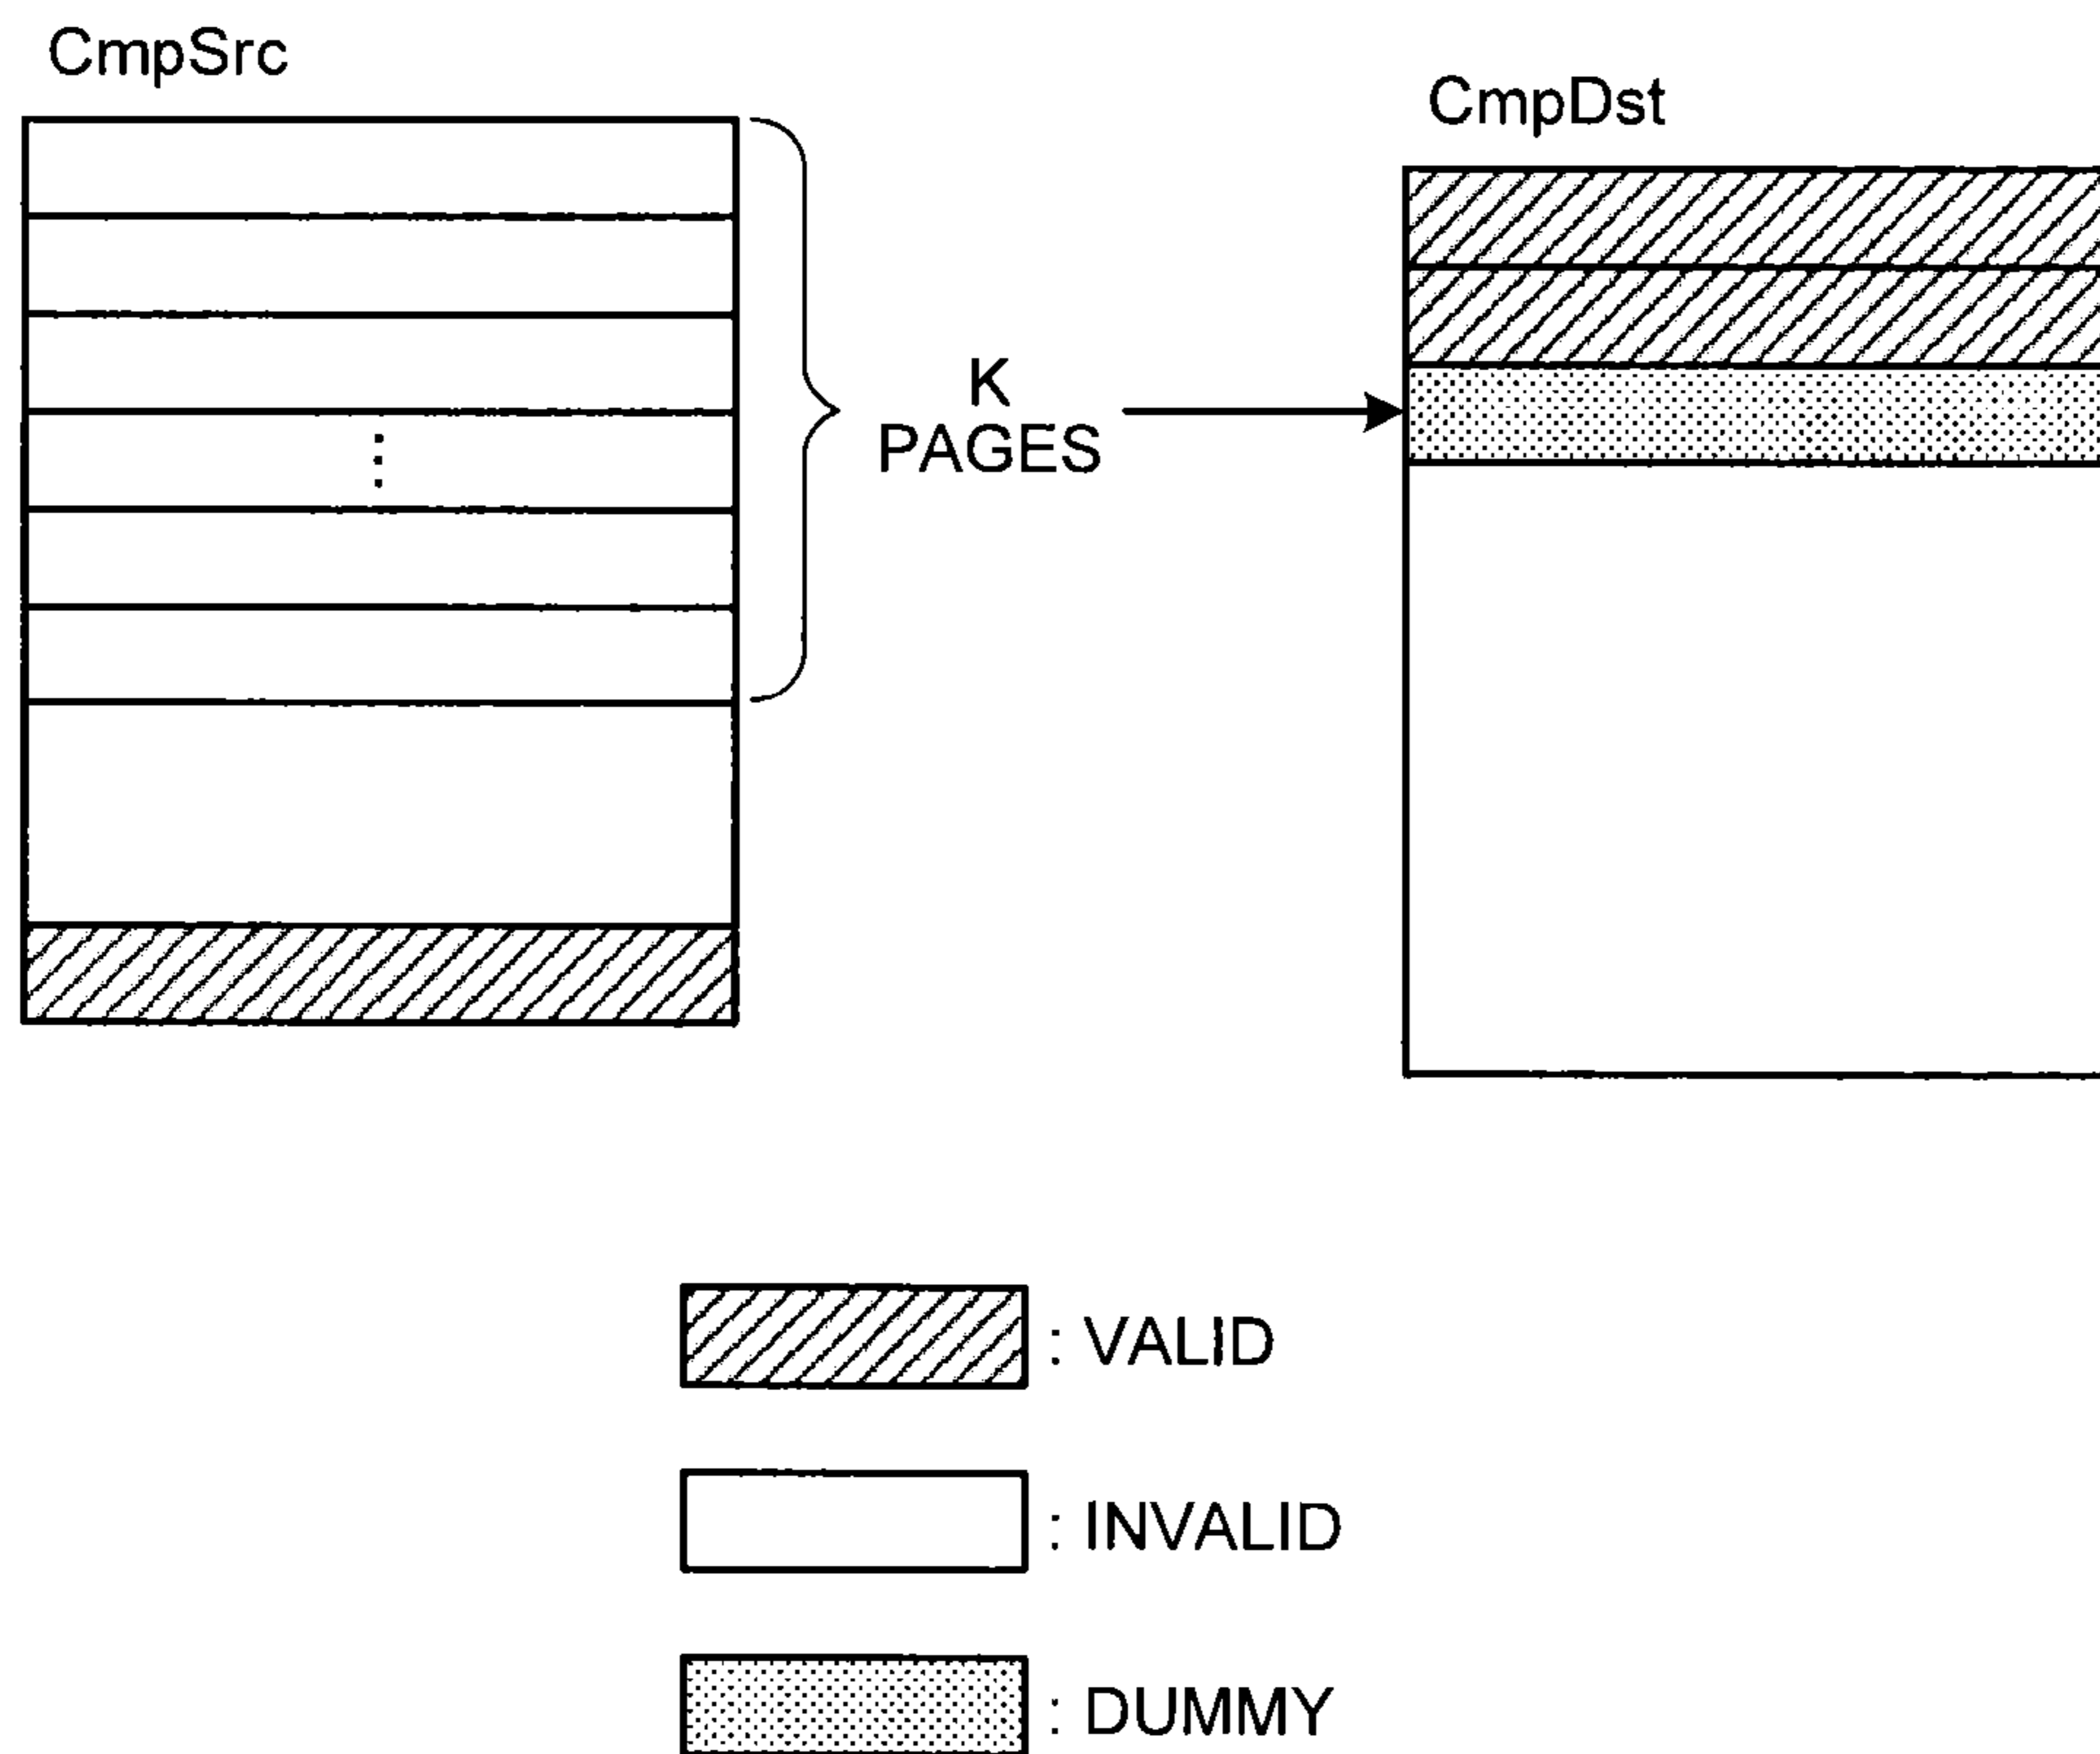 CmpSrc
CmpDst
:
K
PAGES
: VALID
: INVALID
: DUMMY